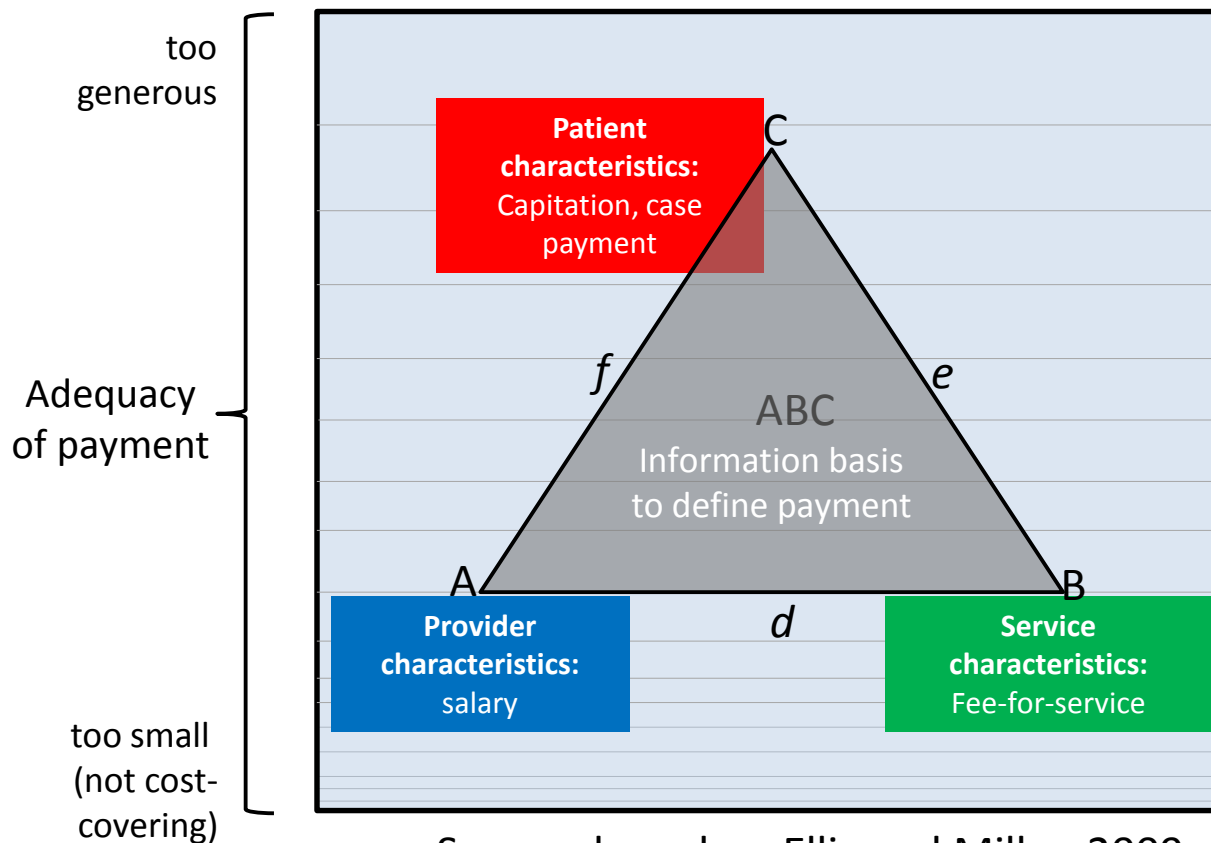 too
generous
Patient
characteristics:
Capitation, case
payment
C
f
e
Adequacy
of payment
ABC
Information basis
to define payment
A
B
d
Provider
characteristics:
salary
Service
characteristics:
Fee-for-service
too small
(not cost-
covering)